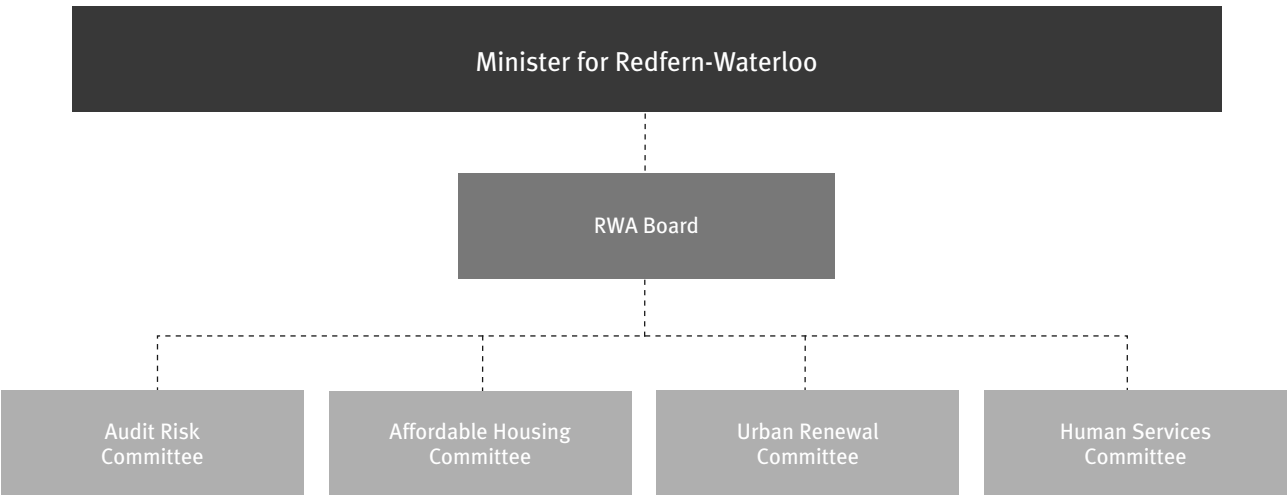 Minister for Redfern-Waterloo
RWA Board
Audit Risk
Committee
Affordable Housing
Committee
Urban Renewal
Committee
Human Services
Committee